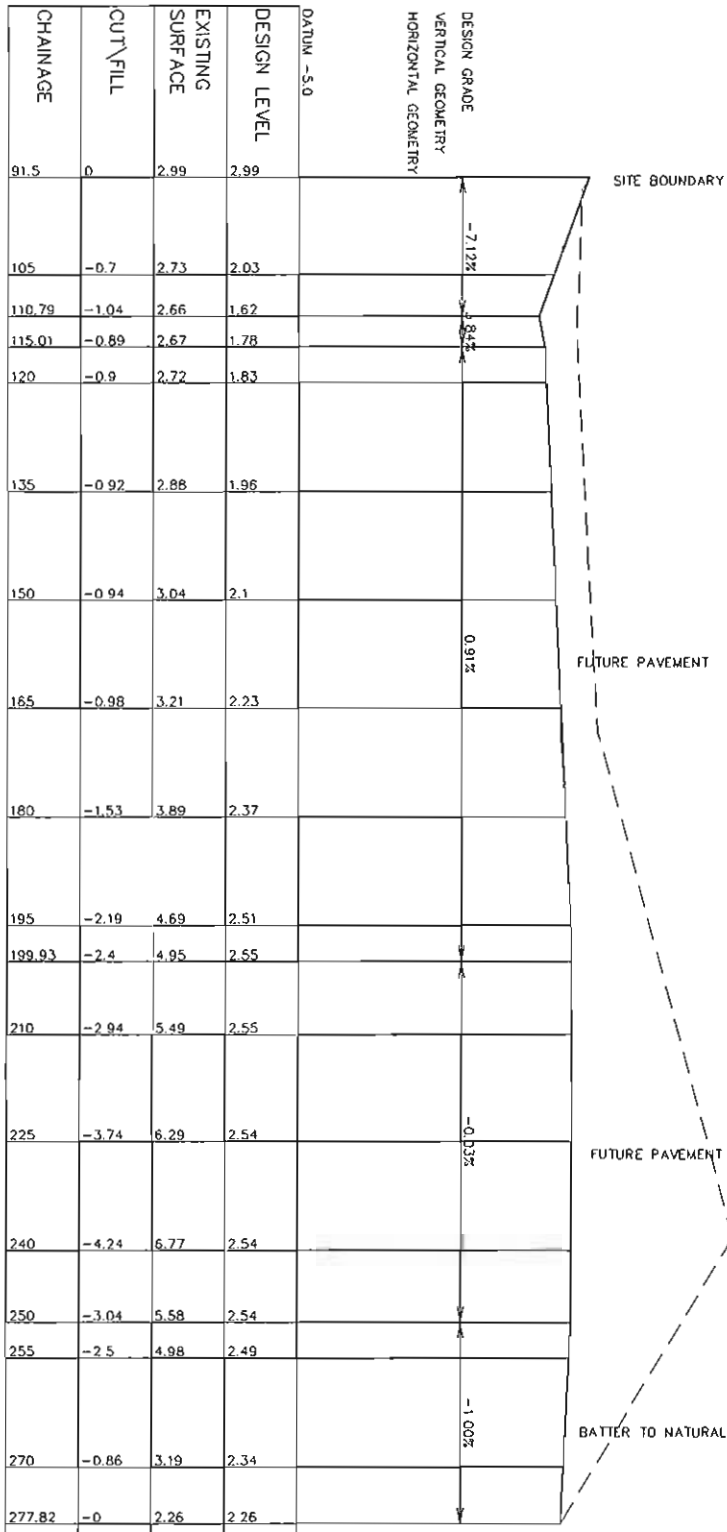 DESIGN GRADE
VERTICAL GEOMETRY
HORIZONTAL GEOMETRY
DATUM -5.0
DESIGN LEVEL
EXISTING SURFACE
CUT\FILL
CHAINAGE
SITE BOUNDARY
-7.12%
3.84%
0.91%
FUTURE PAVEMENT
-0.03%
FUTURE PAVEMENT
-1.00%
BATTER TO NATURAL
91.5 0 2.99 2.99
105 -0.7 2.73 2.03
110.79 -1.04 2.66 1.62
115.01 -0.89 2.67 1.78
120 -0.9 2.72 1.83
135 -0.92 2.88 1.96
150 -0.94 3.04 2.1
165 -0.98 3.21 2.23
180 -1.53 3.89 2.37
195 -2.19 4.69 2.51
199.93 -2.4 4.95 2.55
210 -2.94 5.49 2.55
225 -3.74 6.29 2.54
240 -4.24 6.77 2.54
250 -3.04 5.58 2.54
255 -2.5 4.98 2.49
270 -0.86 3.19 2.34
277.82 -0 2.26 2.26